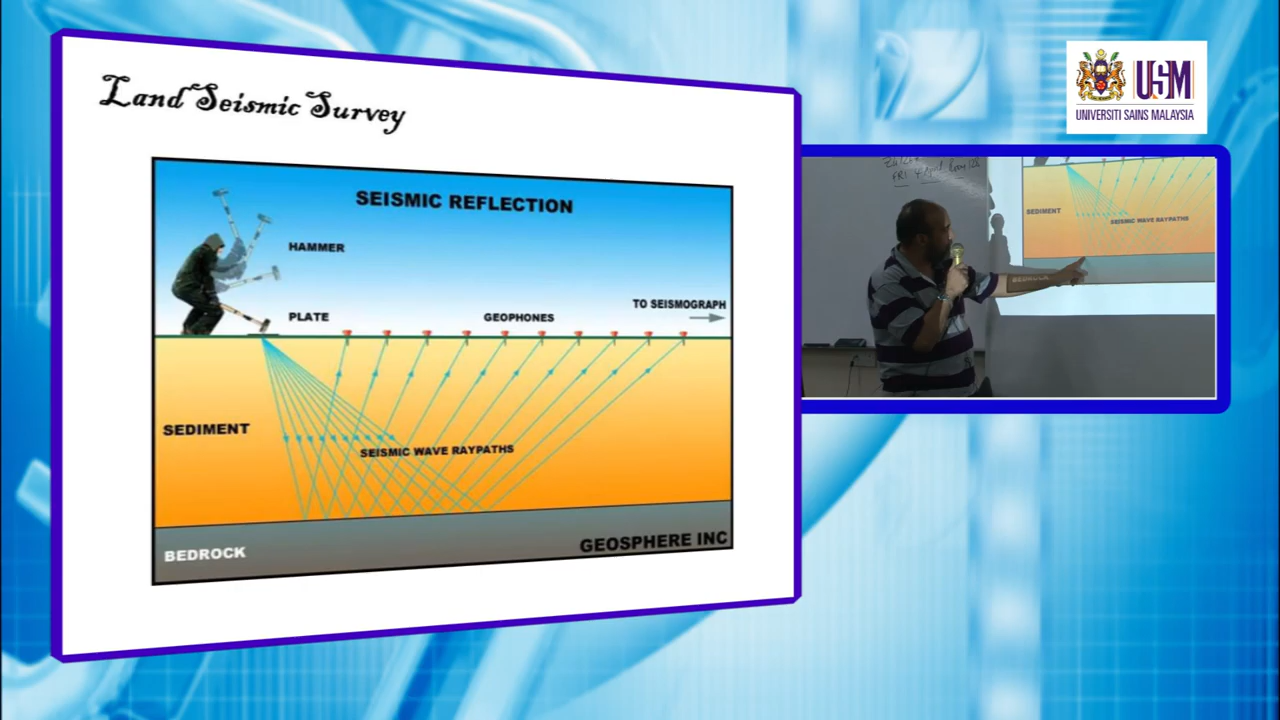 Land Seismic Survey
SEISMIC REFLECTION
HAMMER
PLATE
GEOPHONES
TO SEISMOGRAPH
SEDIMENT
SEISMIC WAVE RAYPATHS
BEDROCK
GEOSPHERE INC
USM
UNIVERSITI SAINS MALAYSIA
FRI
SEDIMENT
SEISMIC WAVE RAYPATHS
BEDROCK